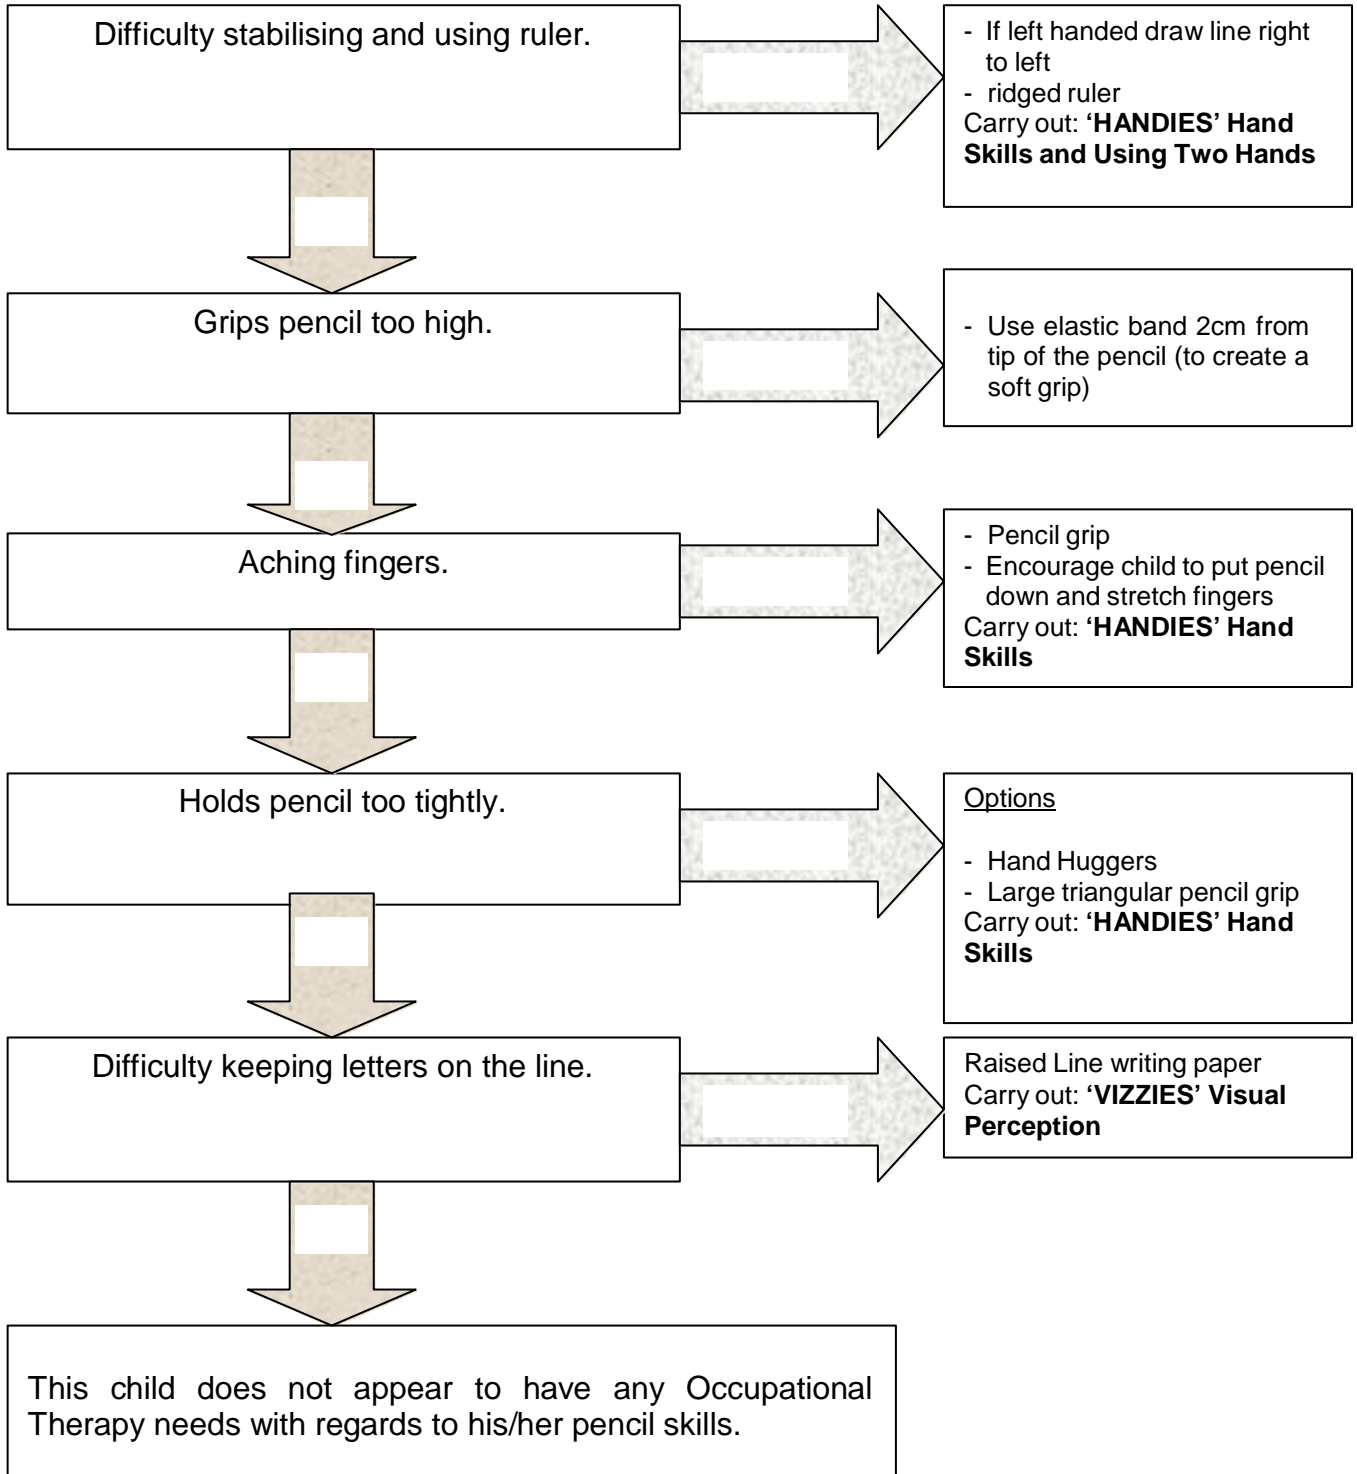 Difficulty stabilising and using ruler.
- If left handed draw line right
to left
- ridged ruler
Carry out: ‘HANDIES’ Hand
Skills and Using Two Hands
Grips pencil too high.
- Use elastic band 2cm from
tip of the pencil (to create a
soft grip)
Aching fingers.
- Pencil grip
- Encourage child to put pencil
down and stretch fingers
Carry out: ‘HANDIES’ Hand
Skills
Holds pencil too tightly.
Options
- Hand Huggers
- Large triangular pencil grip
Carry out: ‘HANDIES’ Hand
Skills
Difficulty keeping letters on the line.
Raised Line writing paper
Carry out: ‘VIZZIES’ Visual
Perception
This child does not appear to have any Occupational
Therapy needs with regards to his/her pencil skills.